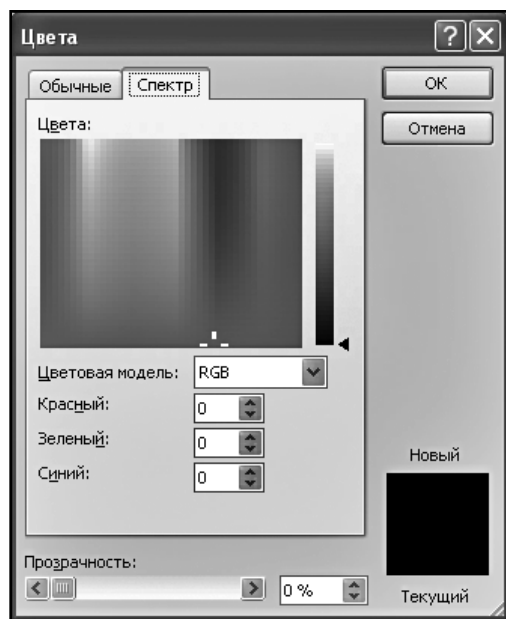 Цвета
Обычные
Спектр
ОК
Отмена
Цвета:
Цветовая модель:
RGB
Красный:
0
Зеленый:
0
Синий:
0
Новый
Текущий
Прозрачность:
0 %